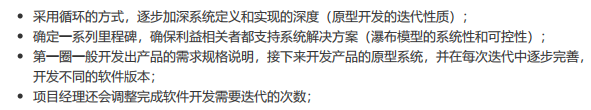 • 采用循环的方式，逐步加深系统定义和实现的深度（原型开发的迭代性质）；
• 确定一系列里程碑，确保利益相关者都支持系统解决方案（瀑布模型的系统性和可控性）；
• 第一圈一般开发出产品的需求规格说明，接下来开发产品的原型系统，并在每次迭代中逐步完善，
开发不同的软件版本；
• 项目经理还会调整完成软件开发需要迭代的次数；